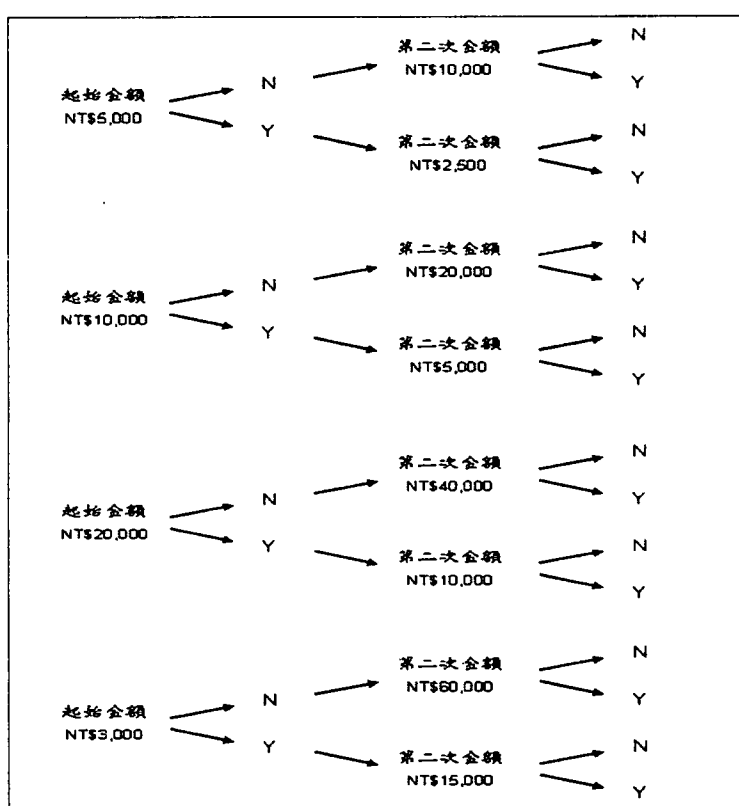 N
第二次金額
NT$10,000
N
Y
起始金額
NT$5,000
Y
N
第二次金額
NT$2,500
Y
N
第二次金額
NT$20,000
N
Y
起始金額
NT$10,000
Y
N
第二次金額
NT$5,000
Y
N
第二次金額
NT$40,000
N
Y
起始金額
NT$20,000
Y
N
第二次金額
NT$10,000
Y
N
第二次金額
NT$60,000
N
Y
起始金額
NT$3,000
Y
N
第二次金額
NT$15,000
Y